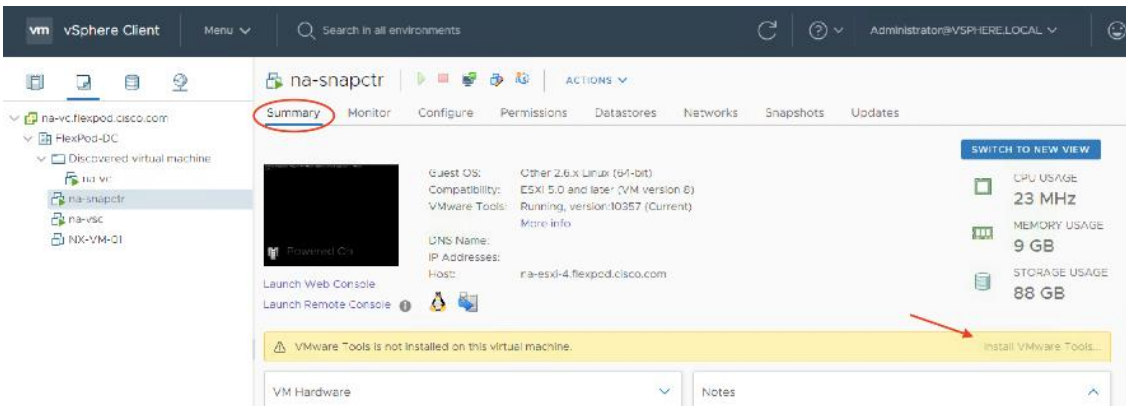 vm vSphere Client Menu Search in all environments Administrator@VSPHERE.LOCAL
na-snapctr ACTIONS
Summary Monitor Configure Permissions Datastores Networks Snapshots Updates
na-vc.flexpod.cisco.com
FlexPod-DC
Discovered virtual machine
na-vc
na-snapctr
na-vsc
NX-VM-01
Powered On
Launch Web Console
Launch Remote Console
Guest OS: Other 2.6.x Linux (64-bit)
Compatibility: ESXi 5.0 and later (VM version 8)
VMware Tools: Running, version:10357 (Current)
More info
DNS Name:
IP Addresses:
Host: na-esxi-4.flexpod.cisco.com
SWITCH TO NEW VIEW
CPU USAGE
23 MHz
MEMORY USAGE
9 GB
STORAGE USAGE
88 GB
VMware Tools is not installed on this virtual machine. Install VMware Tools...
VM Hardware Notes